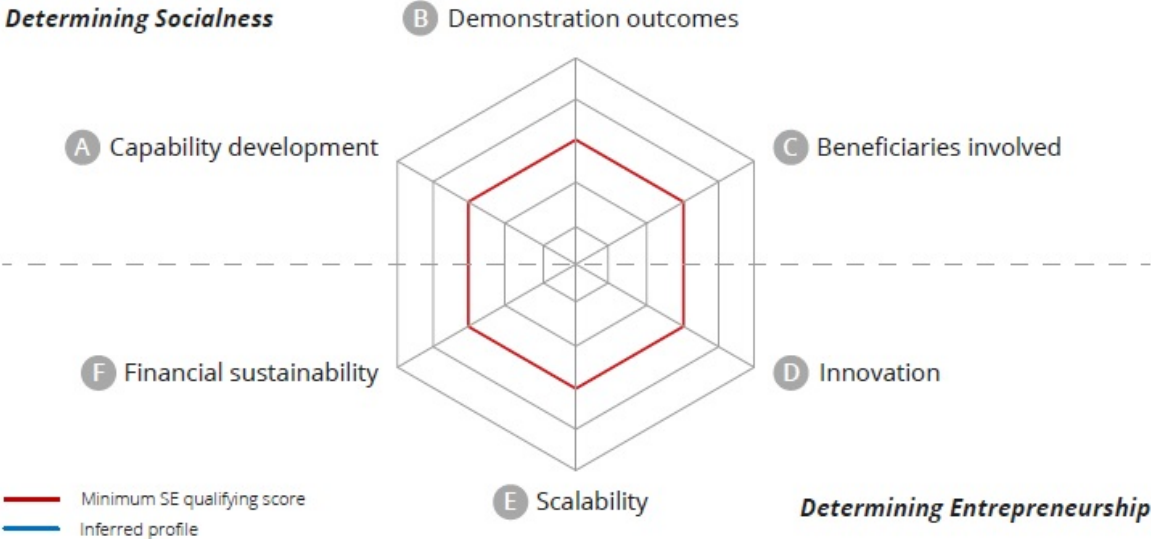 Determining Socialness
B Demonstration outcomes
A Capability development
C Beneficiaries involved
F Financial sustainability
D Innovation
E Scalability
Minimum SE qualifying score
Inferred profile
Determining Entrepreneurship